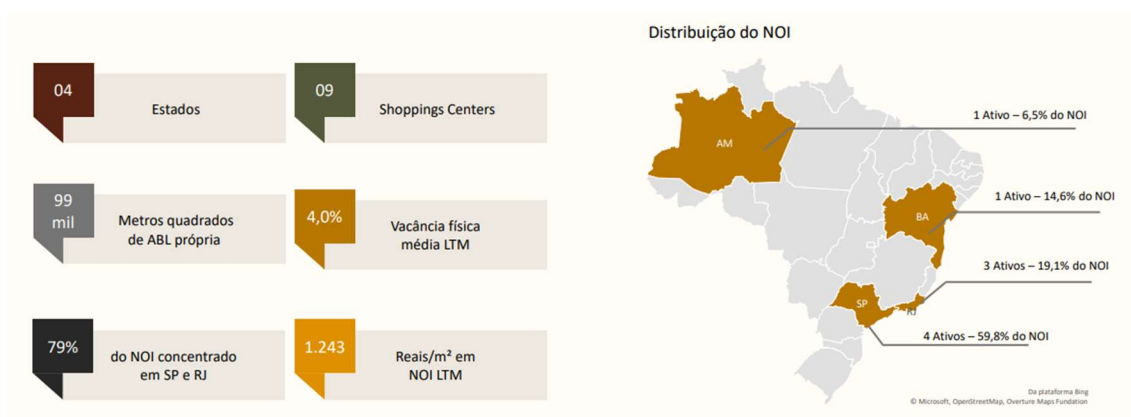 04
Estados
09
Shoppings Centers
99
mil
Metros quadrados
de ABL própria
4,0%
Vacância física
média LTM
79%
do NOI concentrado
em SP e RJ
1.243
Reais/m² em
NOI LTM
Distribuição do NOI
AM
1 Ativo – 6,5% do NOI
BA
1 Ativo – 14,6% do NOI
3 Ativos – 19,1% do NOI
SP
RJ
4 Ativos – 59,8% do NOI
Da plataforma Bing
© Microsoft, OpenStreetMap, Overture Maps Foundation